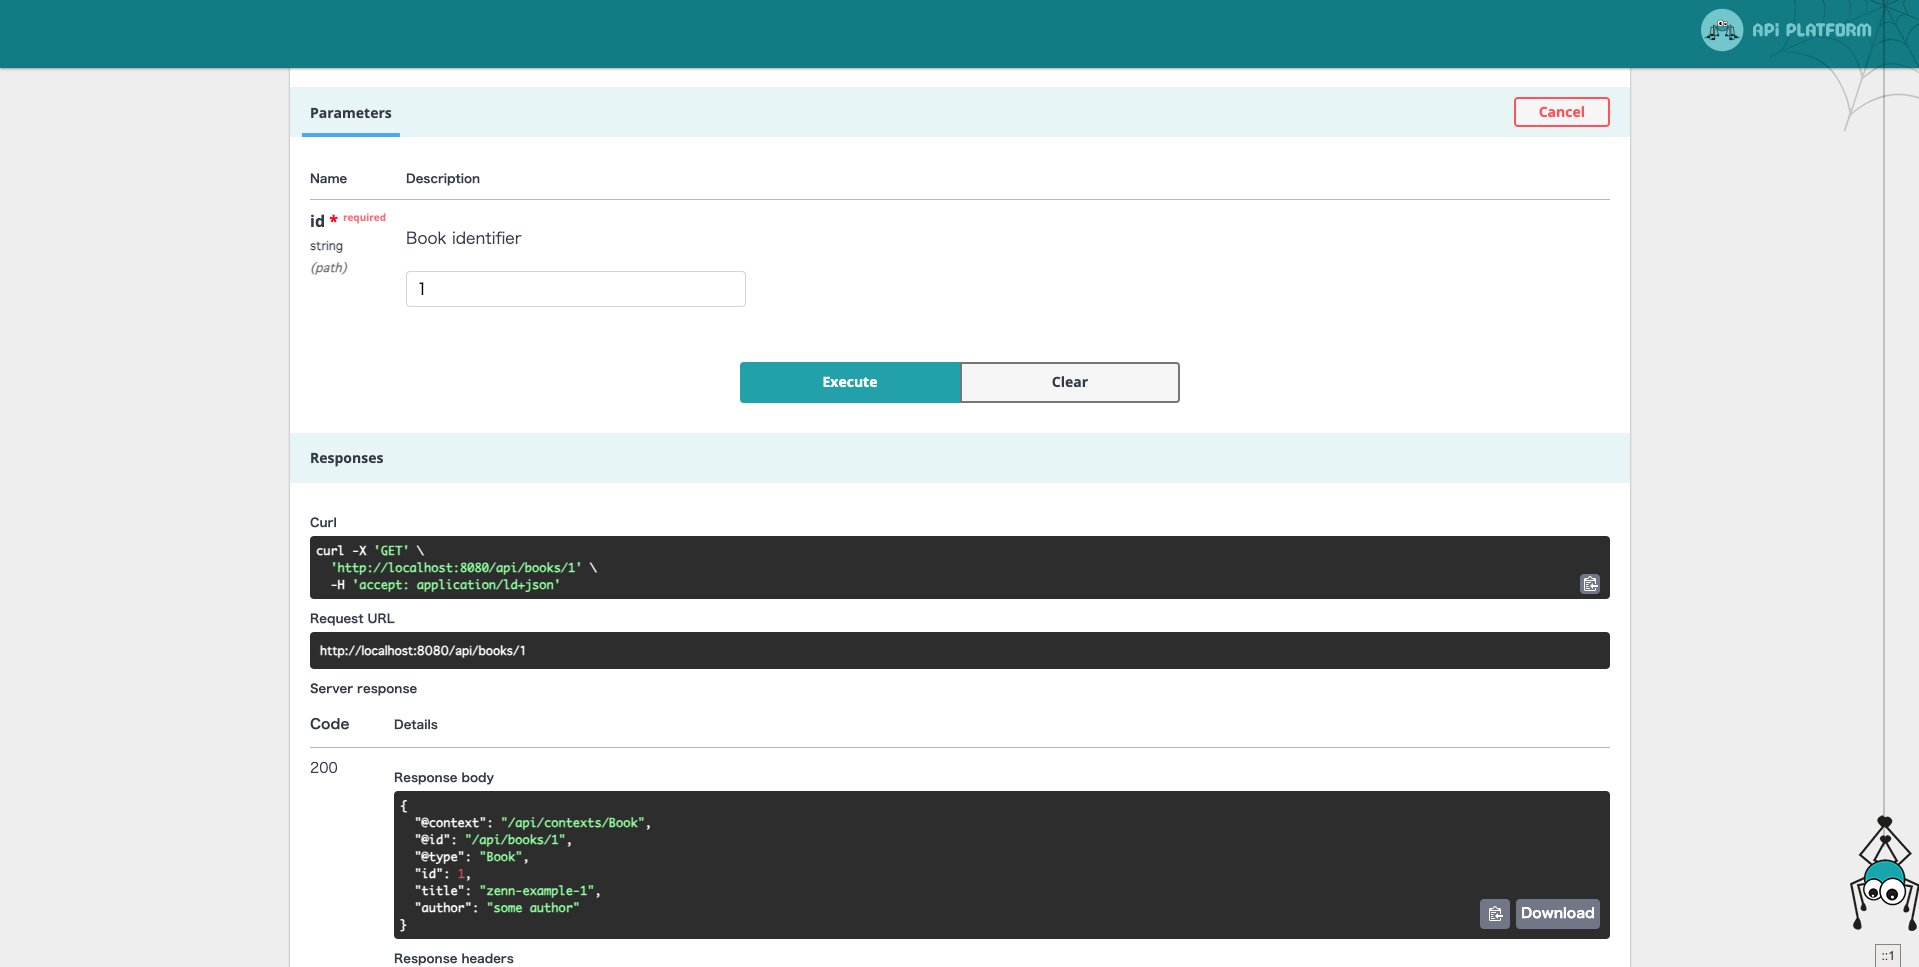 API PLATFORM
Parameters
Cancel
Name Description
id * required
string
(path)
Book identifier
1
Execute
Clear
Responses
Curl
curl -X 'GET' \
  'http://localhost:8080/api/books/1' \
  -H 'accept: application/ld+json'
Request URL
http://localhost:8080/api/books/1
Server response
Code Details
200
Response body
{
  "@context": "/api/contexts/Book",
  "@id": "/api/books/1",
  "@type": "Book",
  "id": 1,
  "title": "zenn-example-1",
  "author": "some author"
}
Download
Response headers
::1